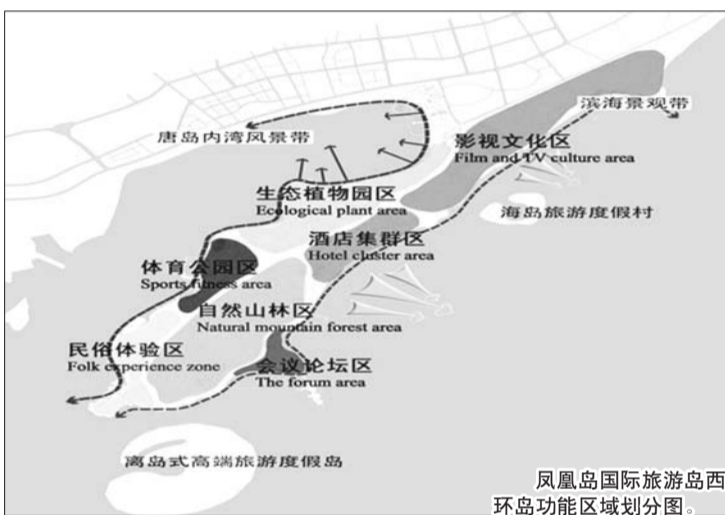 滨海景观带
唐岛内湾风景带
影视文化区
Film and TV culture area
生态植物园区
Ecological plant area
海岛旅游度假村
酒店集群区
Hotel cluster area
体育公园区
Sports fitness area
自然山林区
Natural mountain forest area
民俗体验区
Folk experience zone
会议论坛区
The forum area
离岛式高端旅游度假岛
凤凰岛国际旅游岛西
环岛功能区域划分图。